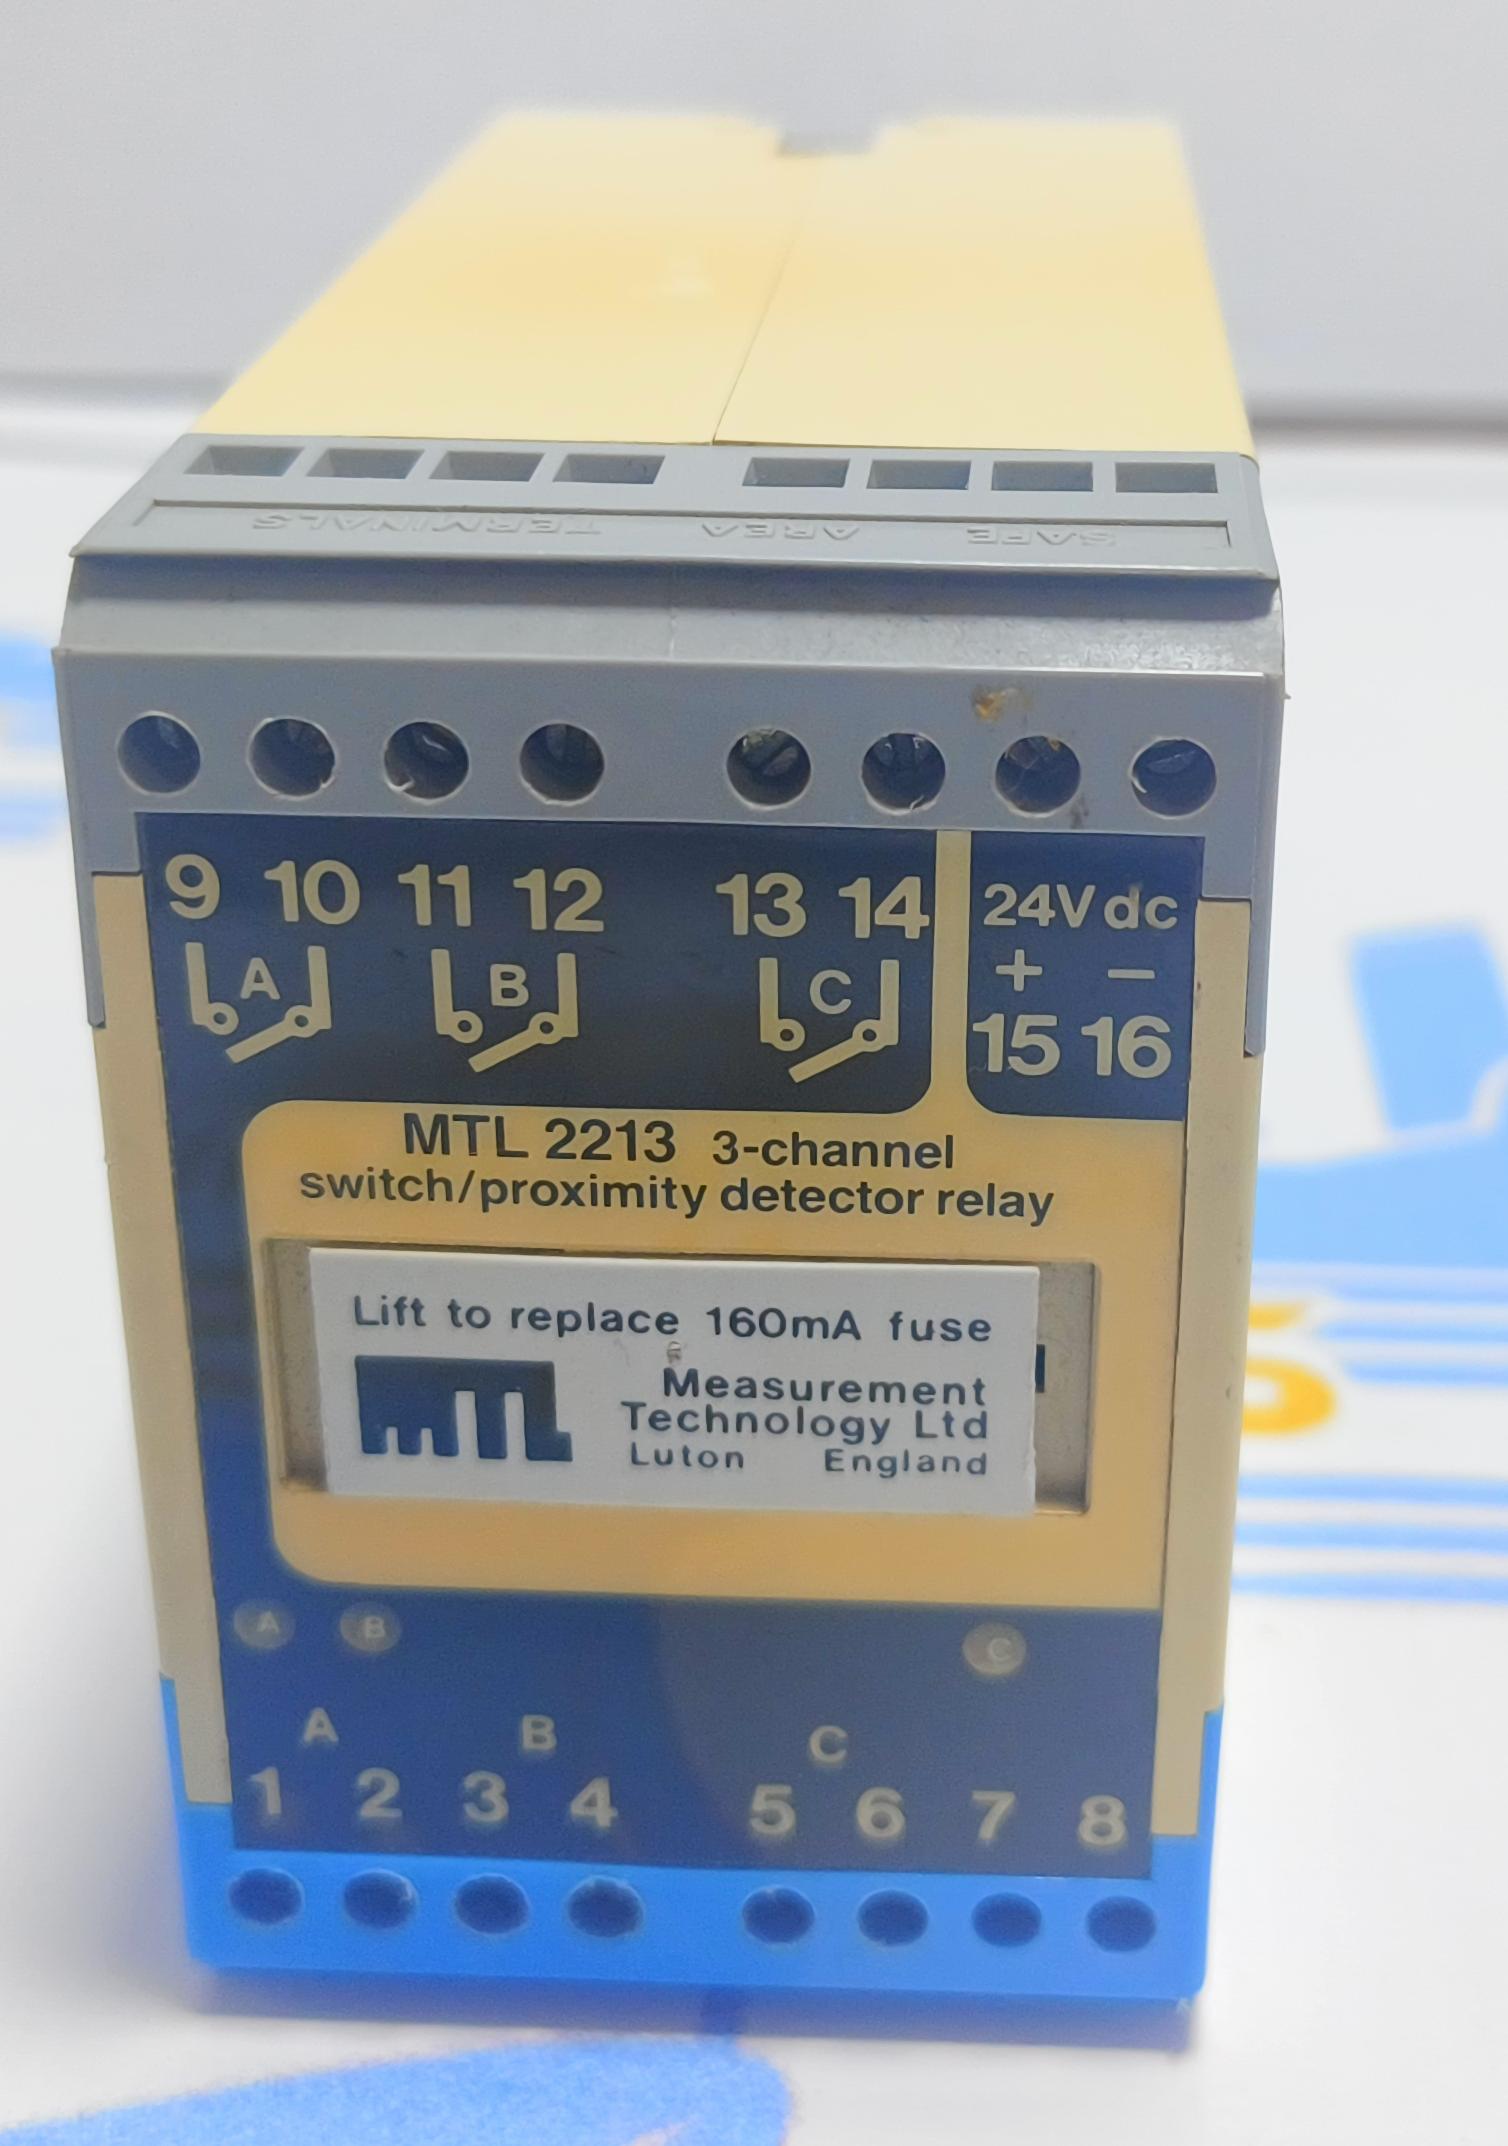 SAFE AREA TERMINALS
9 10 11 12 13 14 24V dc
A B C + −
15 16
MTL 2213 3-channel
switch/proximity detector relay
Lift to replace 160mA fuse
MTL
Measurement
Technology Ltd
Luton England
A B C
A B C
1 2 3 4 5 6 7 8